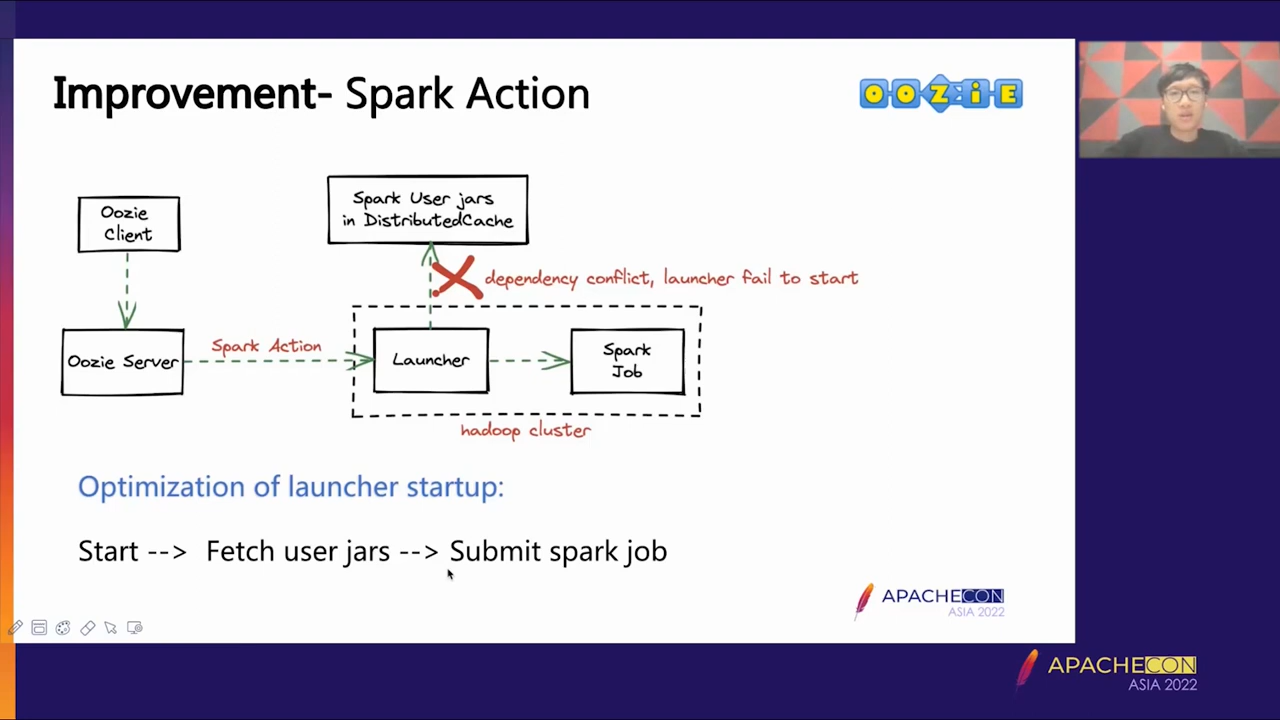 Improvement- Spark Action
OOZiE
Oozie
Client
Spark User jars
in DistributedCache
dependency conflict, launcher fail to start
Oozie Server
Spark Action
Launcher
Spark
Job
hadoop cluster
Optimization of launcher startup:
Start --> Fetch user jars --> Submit spark job
APACHECON
ASIA 2022
APACHECON
ASIA 2022